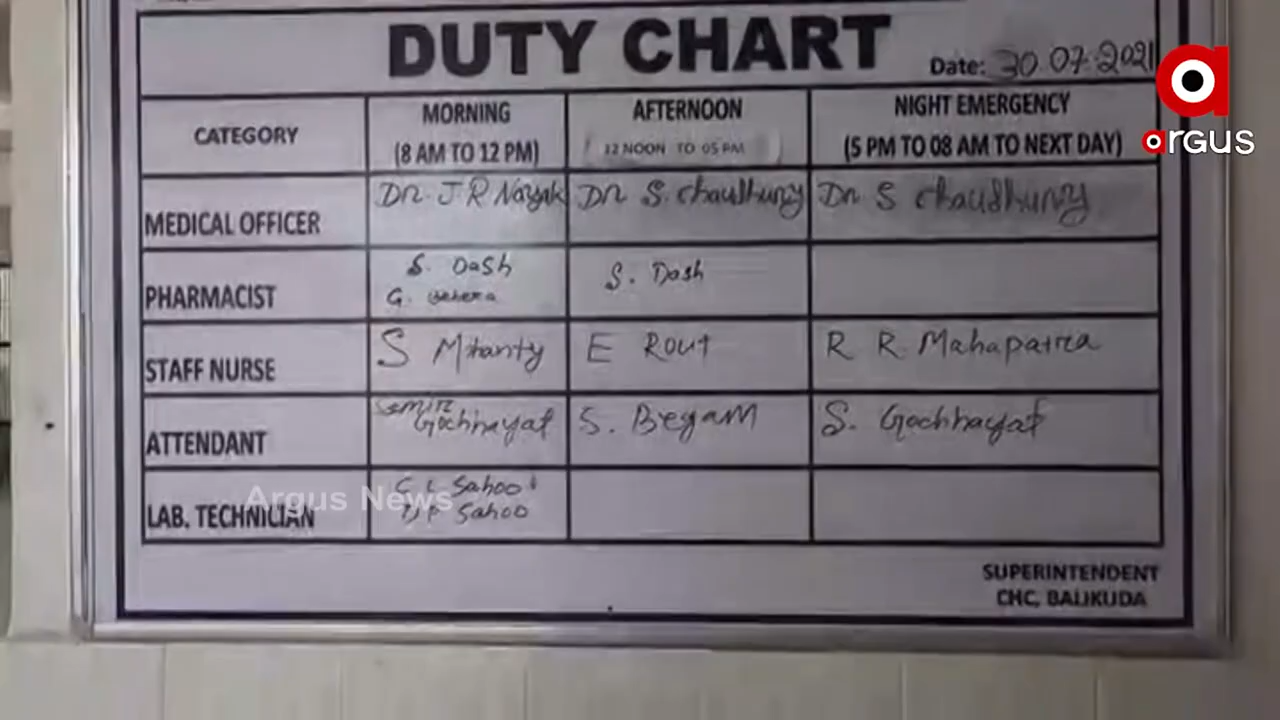 DUTY CHART
Date: 30.07.2021
argus
CATEGORY
MORNING
(8 AM TO 12 PM)
AFTERNOON
12 NOON TO 05 PM
NIGHT EMERGENCY
(5 PM TO 08 AM TO NEXT DAY)
MEDICAL OFFICER
Dr. J. R Nayak
Dr S. Chaudhury
Dr S Chaudhury
PHARMACIST
S. Dash
G. Behera
S. Dash
STAFF NURSE
S Mhanty
E Rout
R R Mahapatra
ATTENDANT
Samir
Gochhayat
S. Begam
S. Gochhayat
LAB. TECHNICIAN
Sahoo
Sahoo
Argus News
SUPERINTENDENT
CHC, BALIKUDA